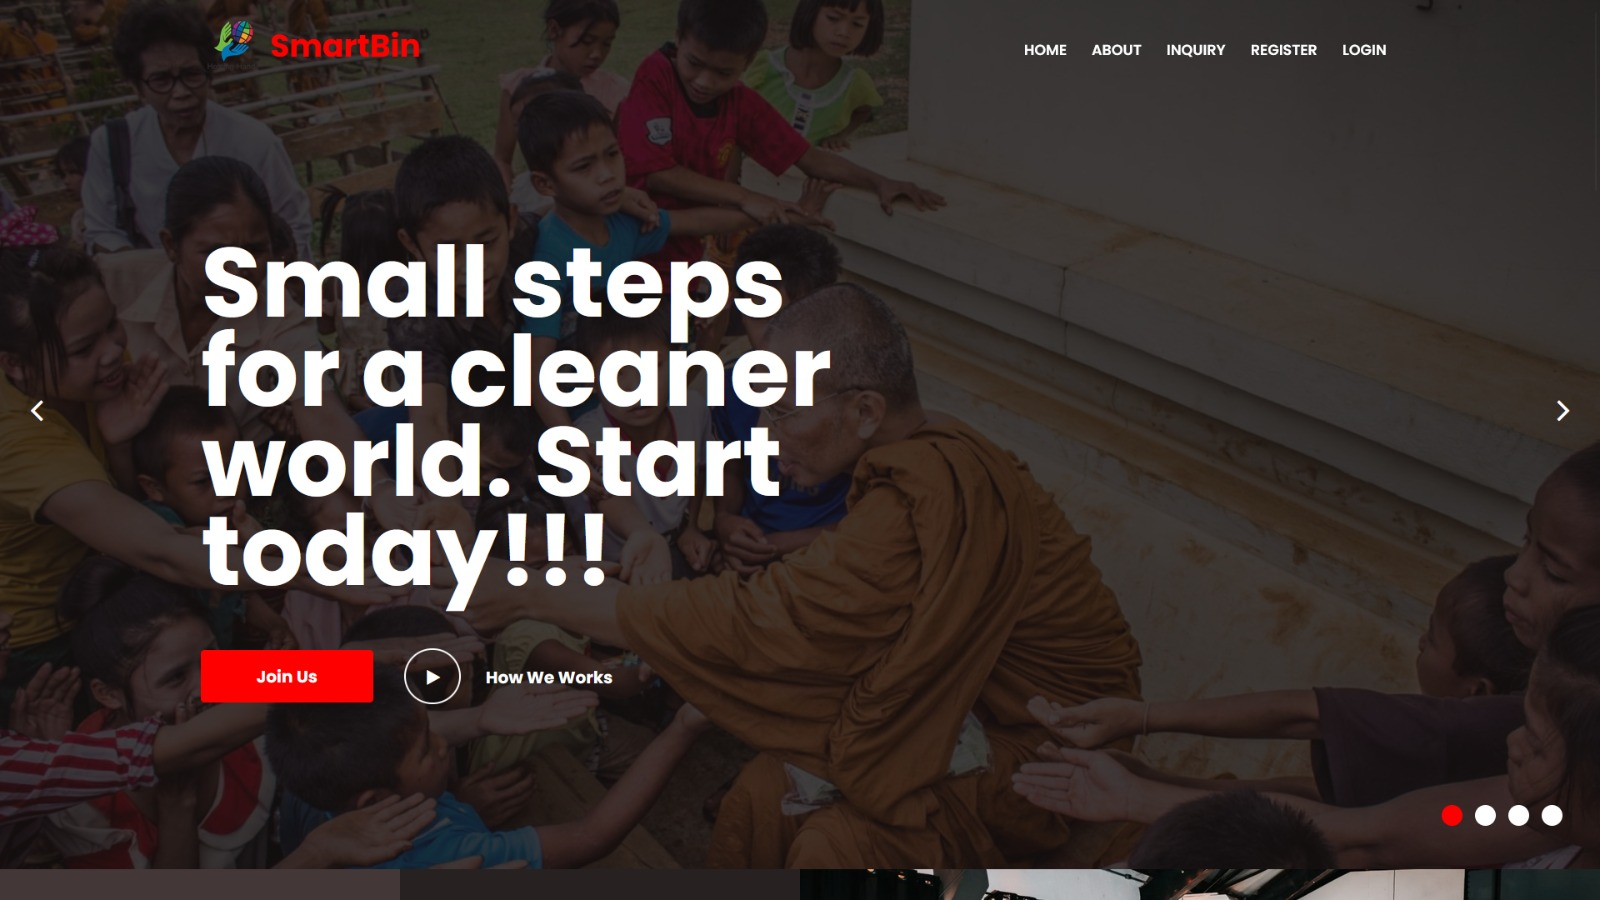 SmartBin
HOME ABOUT INQUIRY REGISTER LOGIN
Small steps
for a cleaner
world. Start
today!!!
Join Us
How We Works